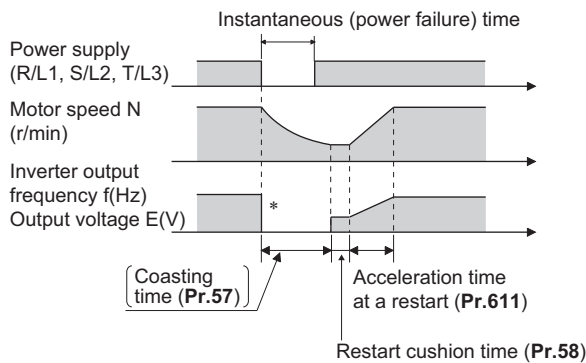 Instantaneous (power failure) time
Power supply
(R/L1, S/L2, T/L3)
Motor speed N
(r/min)
Inverter output
frequency f(Hz)
Output voltage E(V)
*
Coasting
time (Pr.57)
Acceleration time
at a restart (Pr.611)
Restart cushion time (Pr.58)